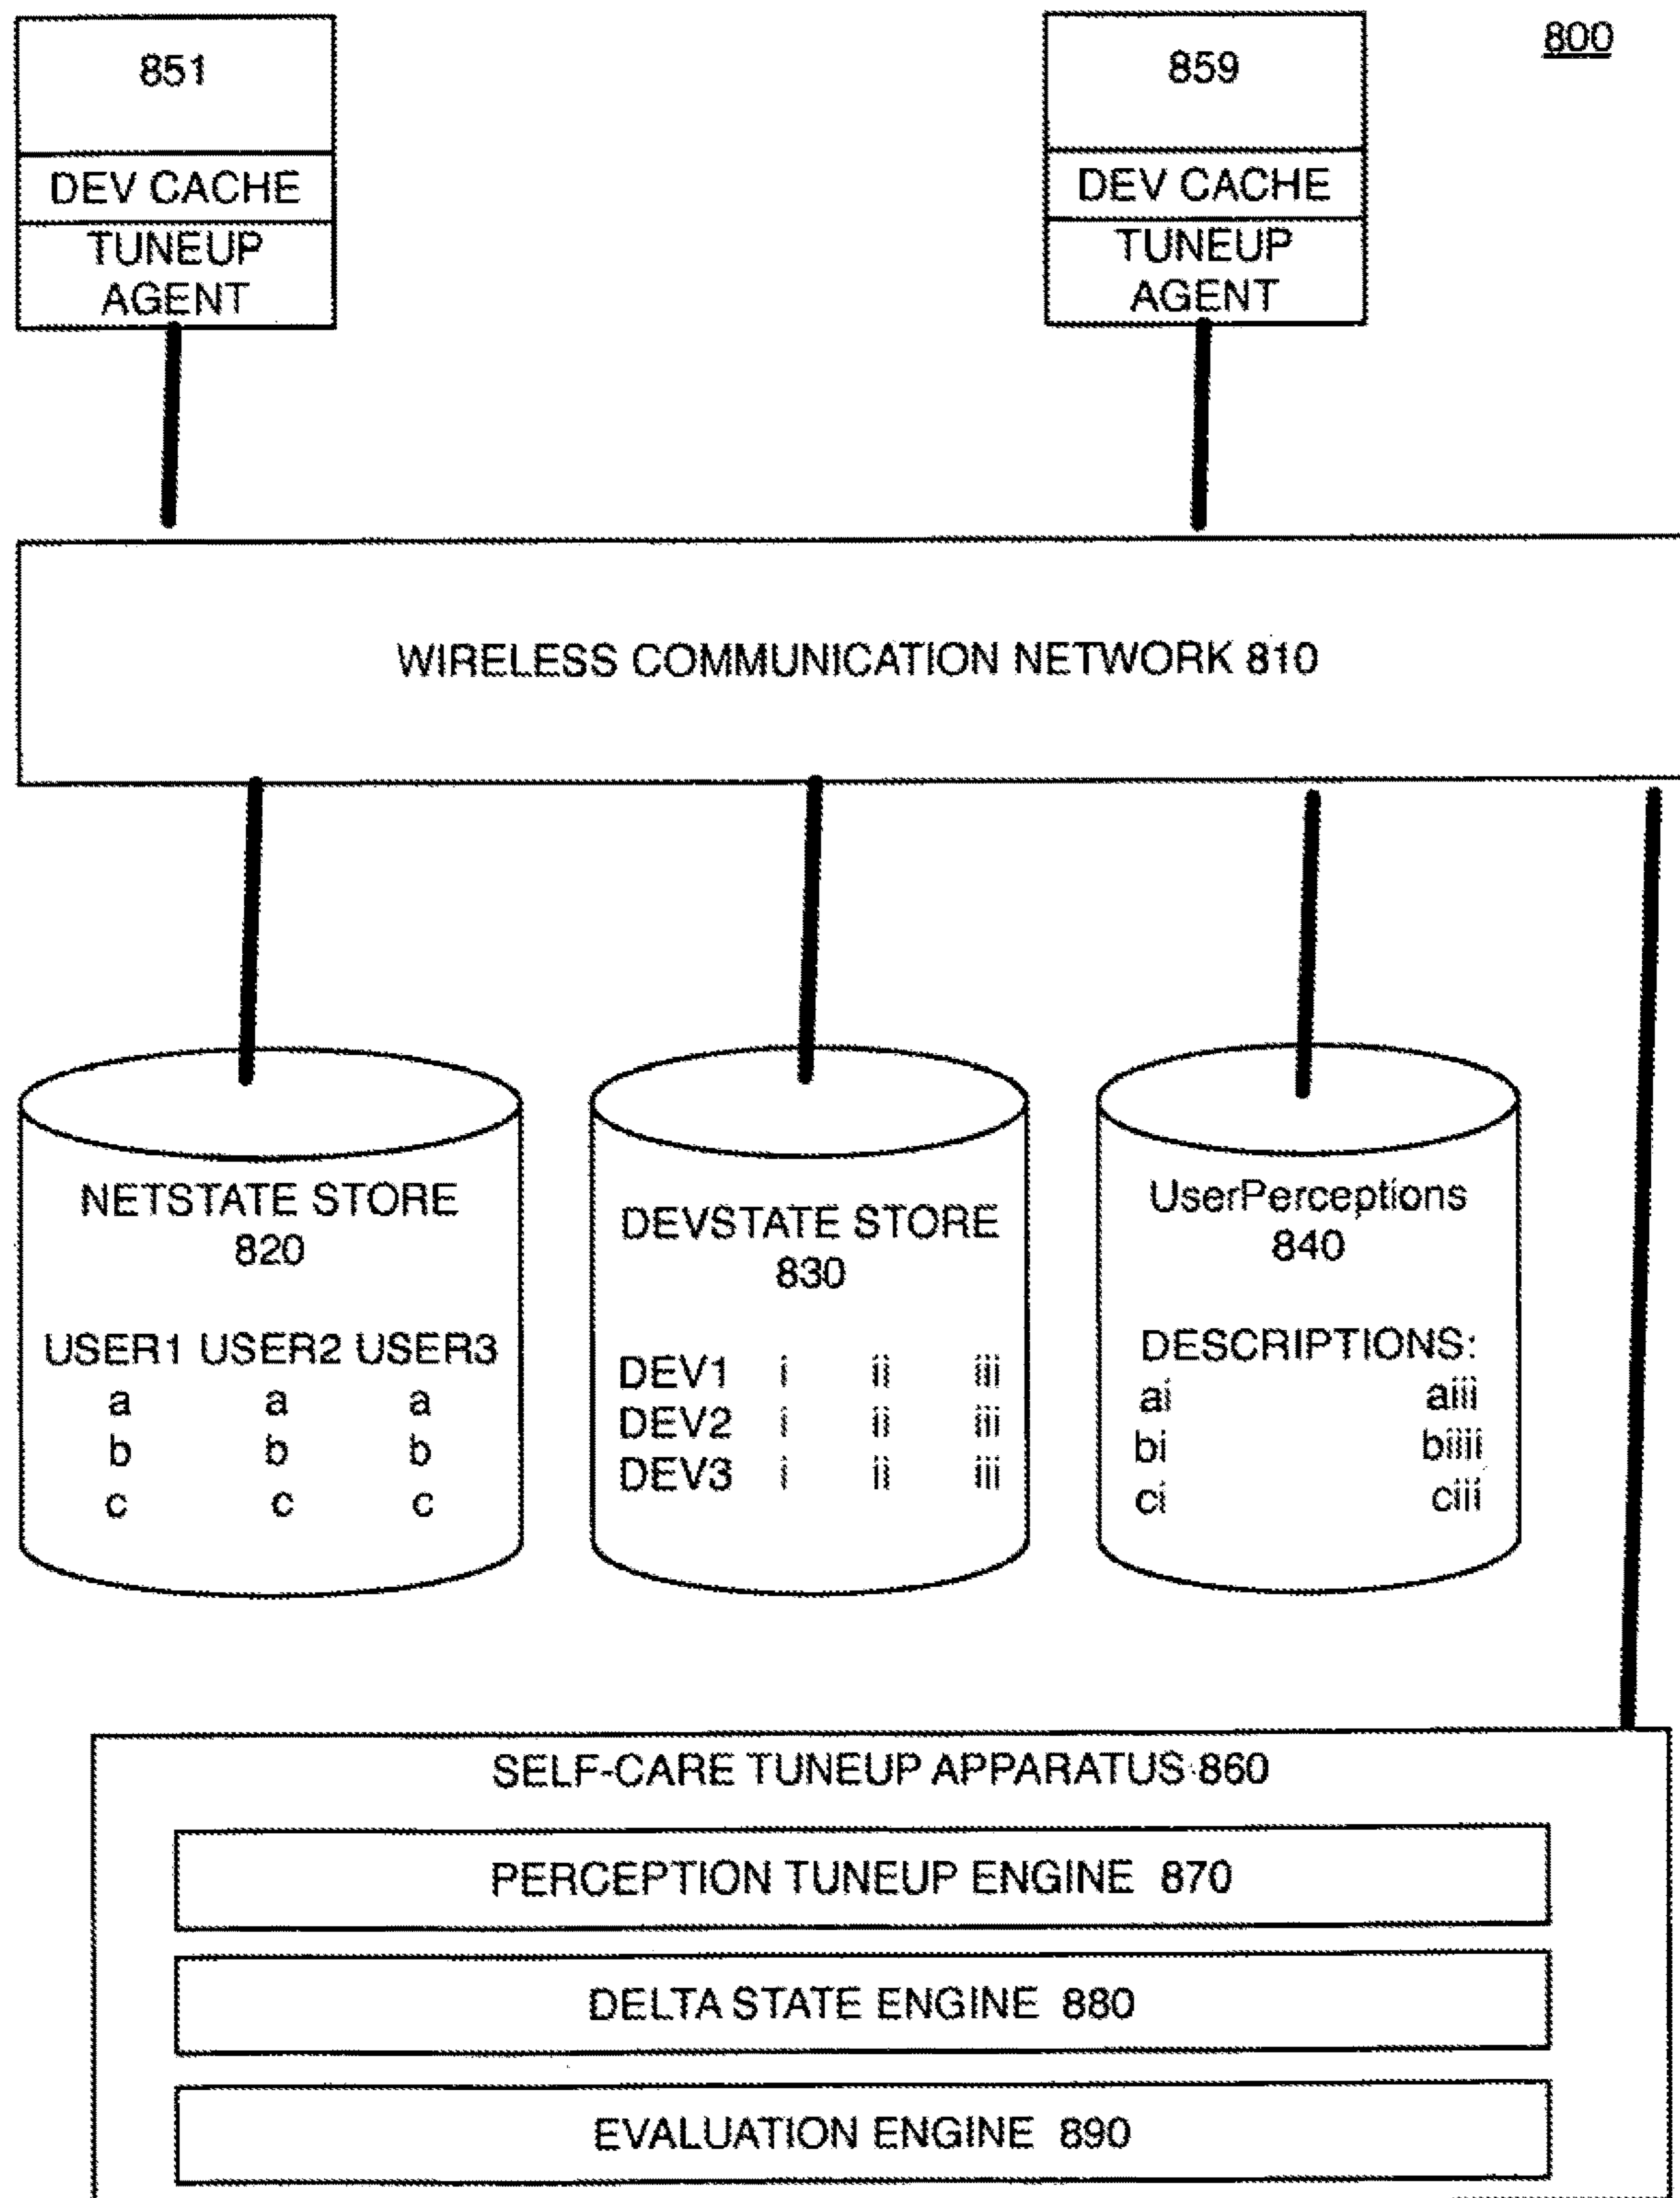 800
851
DEV CACHE
TUNEUP
AGENT
859
DEV CACHE
TUNEUP
AGENT
WIRELESS COMMUNICATION NETWORK 810
NETSTATE STORE
820
USER1 USER2 USER3
a a a
b b b
c c c
DEVSTATE STORE
830
DEV1 i ii iii
DEV2 i ii iii
DEV3 i ii iii
UserPerceptions
840
DESCRIPTIONS:
ai aiii
bi biiii
ci ciii
SELF-CARE TUNEUP APPARATUS 860
PERCEPTION TUNEUP ENGINE 870
DELTA STATE ENGINE 880
EVALUATION ENGINE 890